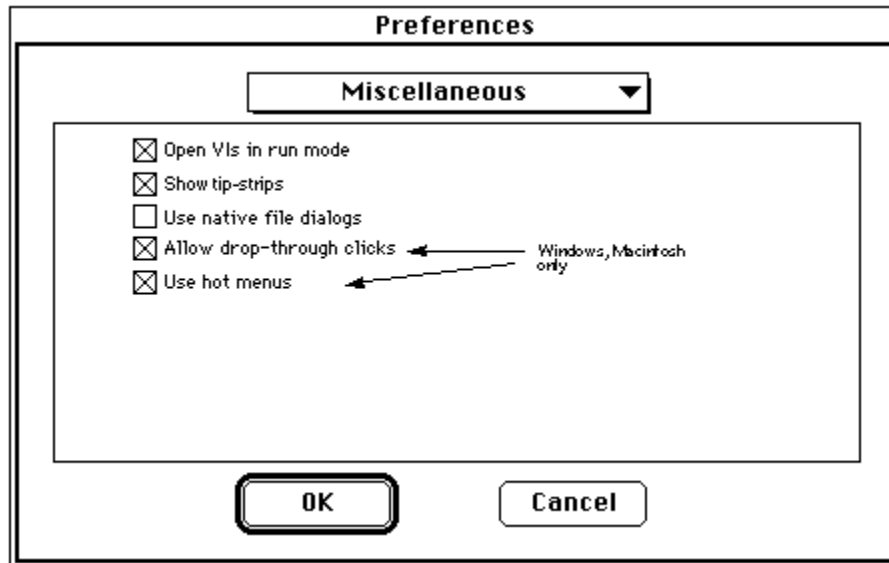 Preferences
Miscellaneous
Open VIs in run mode
Show tip-strips
Use native file dialogs
Allow drop-through clicks
Windows, Macintosh
only
Use hot menus
OK
Cancel